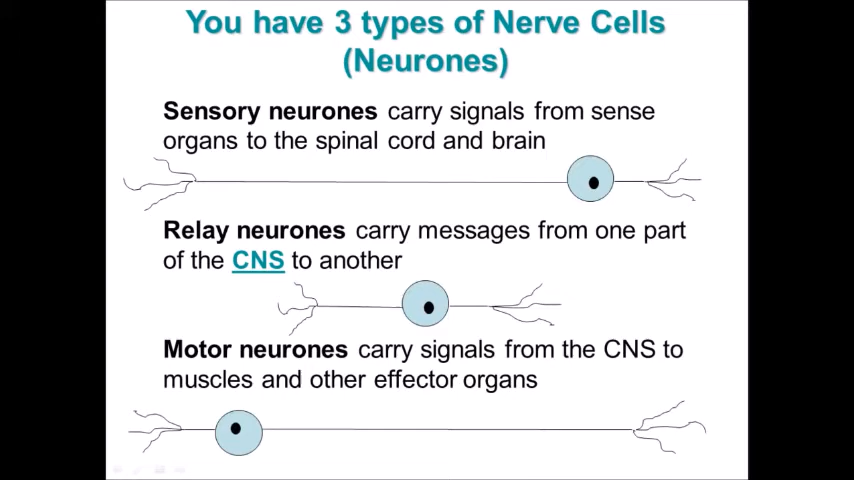 You have 3 types of Nerve Cells
(Neurones)
Sensory neurones carry signals from sense
organs to the spinal cord and brain
Relay neurones carry messages from one part
of the CNS to another
Motor neurones carry signals from the CNS to
muscles and other effector organs